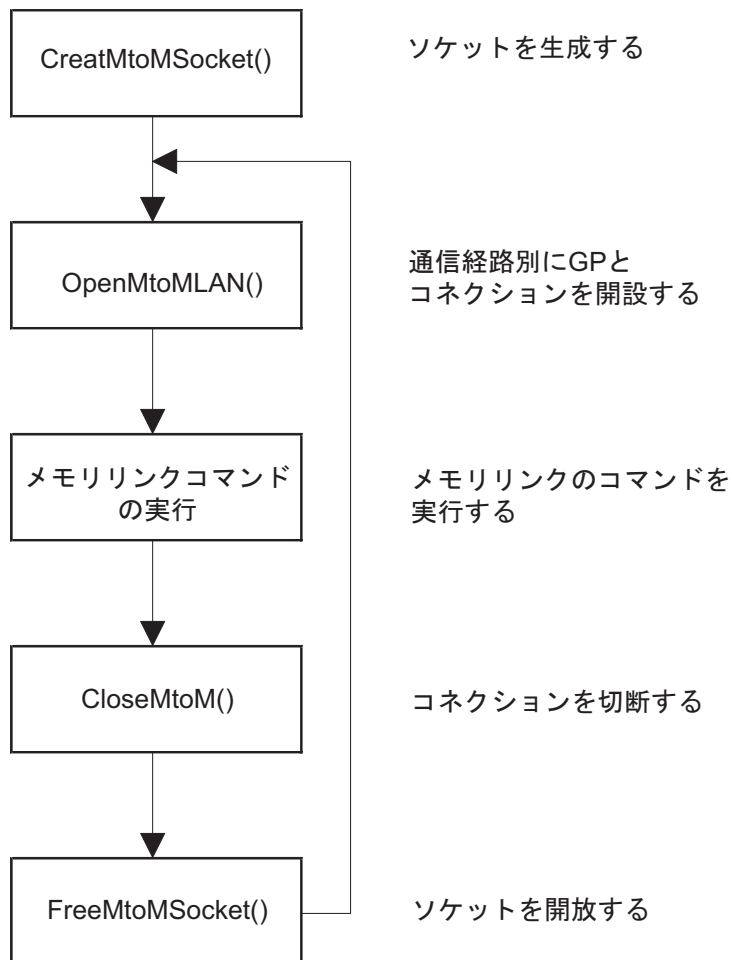 CreatMtoMSocket()
ソケットを生成する
OpenMtoMLAN()
通信経路別にGPと
コネクションを開設する
メモリリンクコマンド
の実行
メモリリンクのコマンドを
実行する
CloseMtoM()
コネクションを切断する
FreeMtoMSocket()
ソケットを開放する